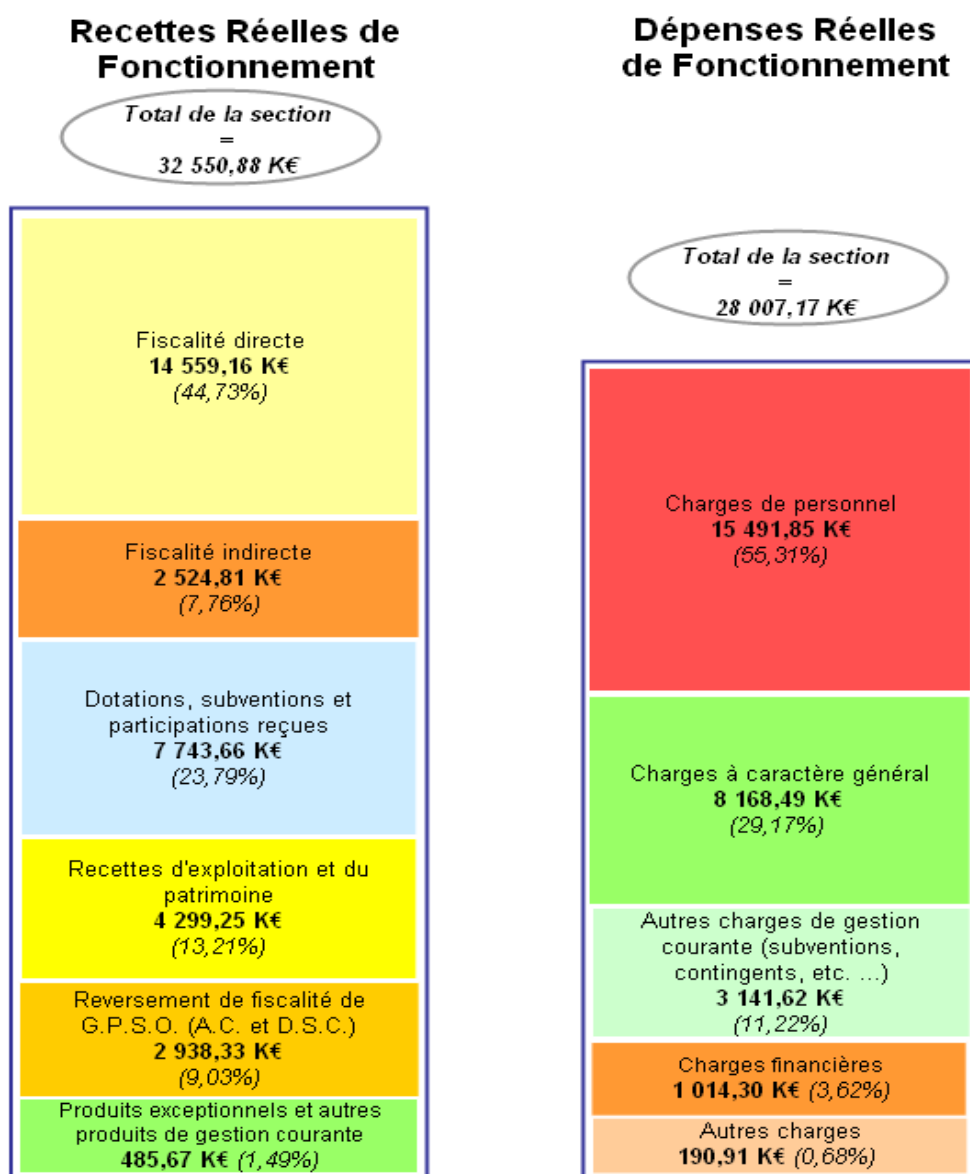 Recettes Réelles de
Fonctionnement
Total de la section
=
32 550,88 K€
Fiscalité directe
14 559,16 K€
(44,73%)
Fiscalité indirecte
2 524,81 K€
(7,76%)
Dotations, subventions et
participations reçues
7 743,66 K€
(23,79%)
Recettes d'exploitation et du
patrimoine
4 299,25 K€
(13,21%)
Reversement de fiscalité de
G.P.S.O. (A.C. et D.S.C.)
2 938,33 K€
(9,03%)
Produits exceptionnels et autres
produits de gestion courante
485,67 K€ (1,49%)
Dépenses Réelles
de Fonctionnement
Total de la section
=
28 007,17 K€
Charges de personnel
15 491,85 K€
(55,31%)
Charges à caractère général
8 168,49 K€
(29,17%)
Autres charges de gestion
courante (subventions,
contingents, etc. ...)
3 141,62 K€
(11,22%)
Charges financières
1 014,30 K€ (3,62%)
Autres charges
190,91 K€ (0,68%)